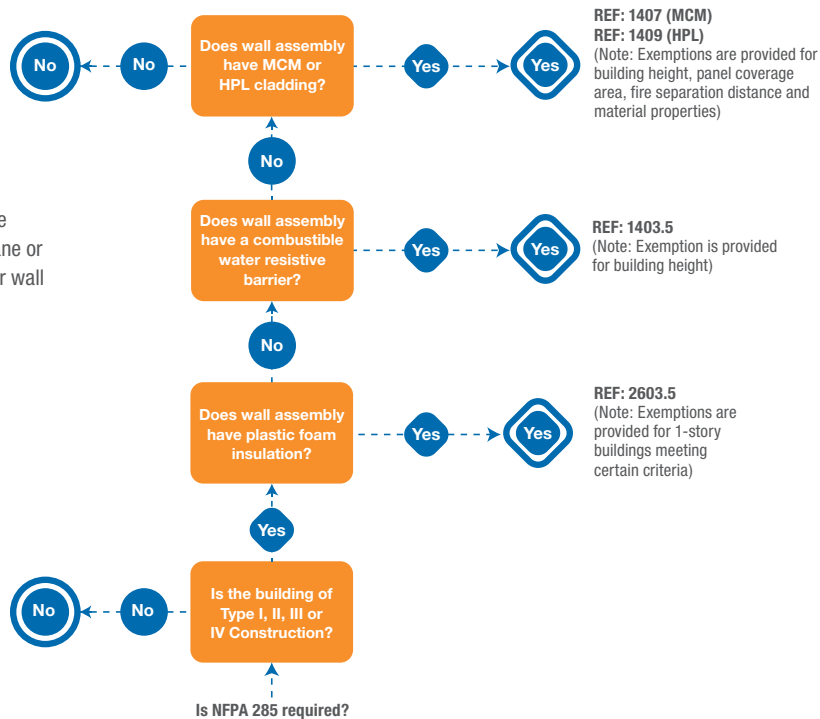 No
No
Does wall assembly
have MCM or
HPL cladding?
Yes
Yes
REF: 1407 (MCM)
REF: 1409 (HPL)
(Note: Exemptions are provided for
building height, panel coverage
area, fire separation distance and
material properties)
No
e
ne or
r wall
Does wall assembly
have a combustible
water resistive
barrier?
Yes
Yes
REF: 1403.5
(Note: Exemption is provided
for building height)
No
Does wall assembly
have plastic foam
insulation?
Yes
Yes
REF: 2603.5
(Note: Exemptions are
provided for 1-story
buildings meeting
certain criteria)
Yes
No
No
Is the building of
Type I, II, III or
IV Construction?
Is NFPA 285 required?